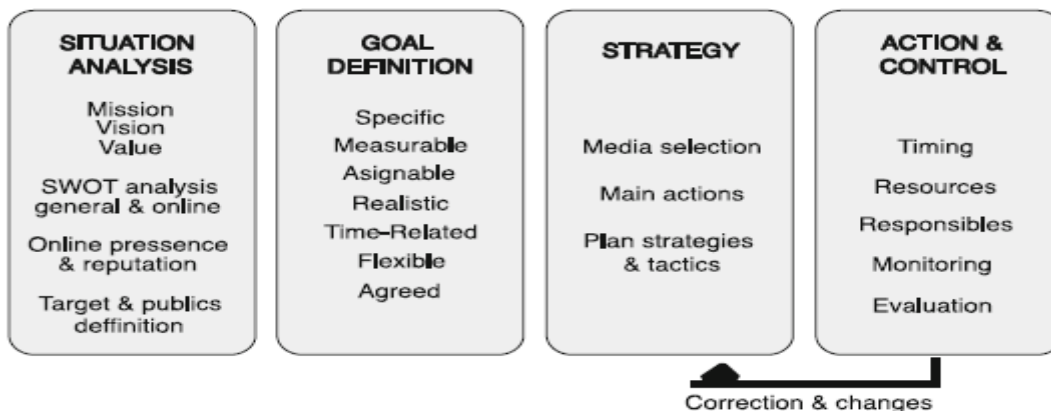 SITUATION
ANALYSIS
Mission
Vision
Value
SWOT analysis
general & online
Online pressence
& reputation
Target & publics
deffinition
GOAL
DEFINITION
Specific
Measurable
Asignable
Realistic
Time-Related
Flexible
Agreed
STRATEGY
Media selection
Main actions
Plan strategies
& tactics
ACTION &
CONTROL
Timing
Resources
Responsibles
Monitoring
Evaluation
Correction & changes